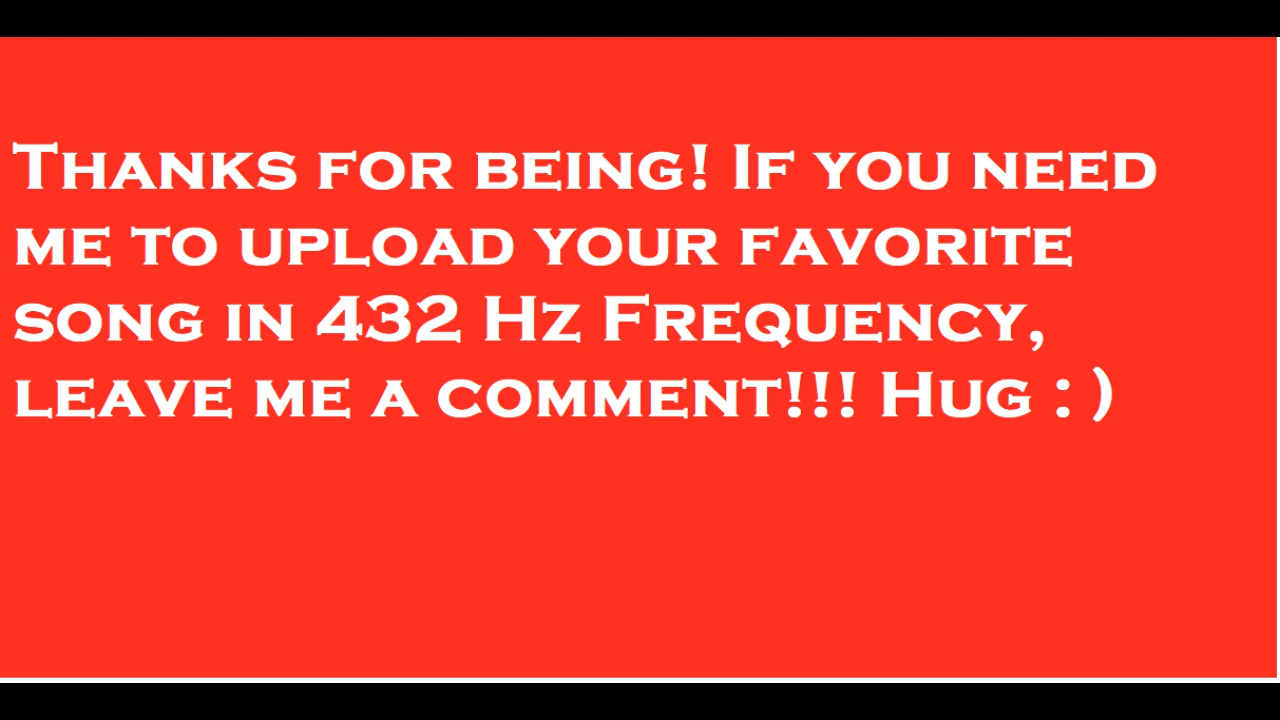 Thanks for being! If you need
me to upload your favorite
song in 432 Hz Frequency,
leave me a comment!!! Hug : )